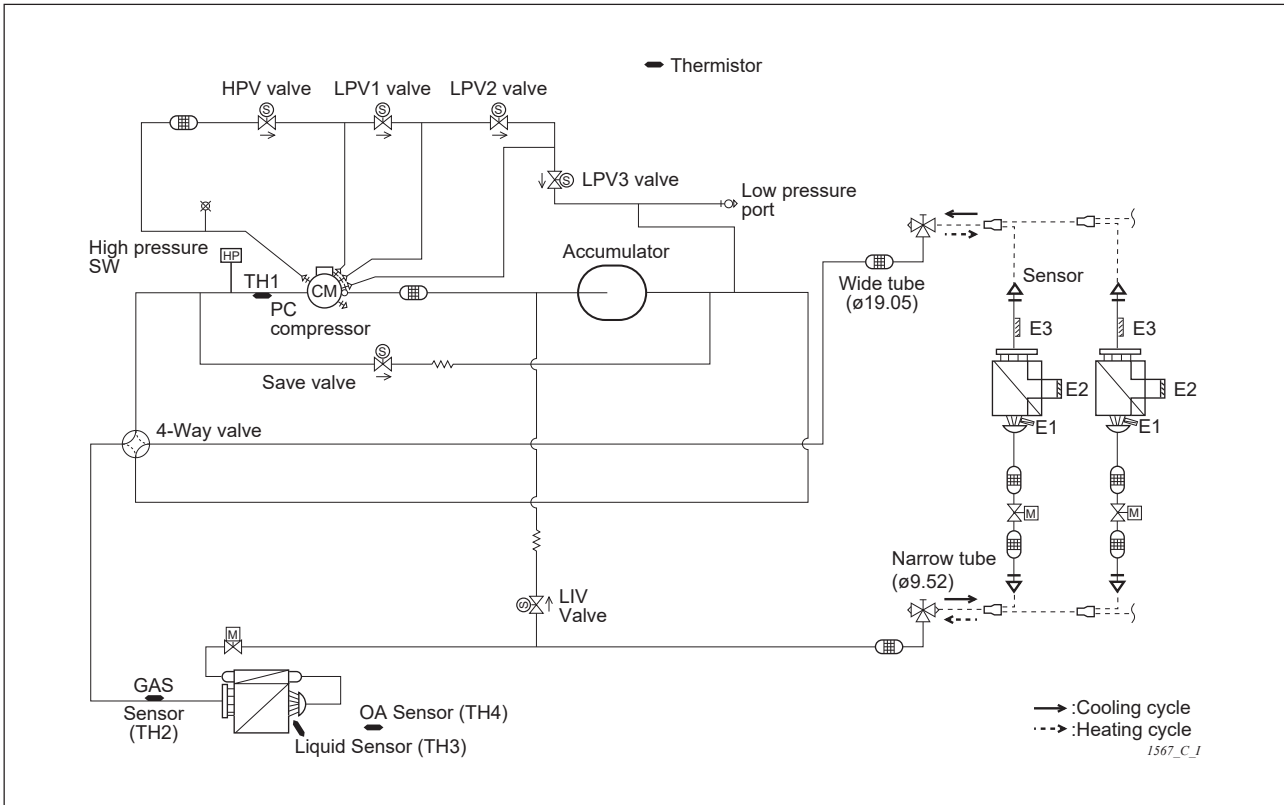 Thermistor
HPV valve
LPV1 valve
LPV2 valve
S
S
S
LPV3 valve
S
Low pressure
port
High pressure
SW
HP
TH1
CM
PC
compressor
Accumulator
Wide tube
(ø19.05)
Sensor
E3
E3
E2
E2
E1
E1
S
Save valve
4-Way valve
M
M
Narrow tube
(ø9.52)
S
LIV
Valve
M
GAS
Sensor
(TH2)
OA Sensor (TH4)
Liquid Sensor (TH3)
:Cooling cycle
:Heating cycle
1567_C_I